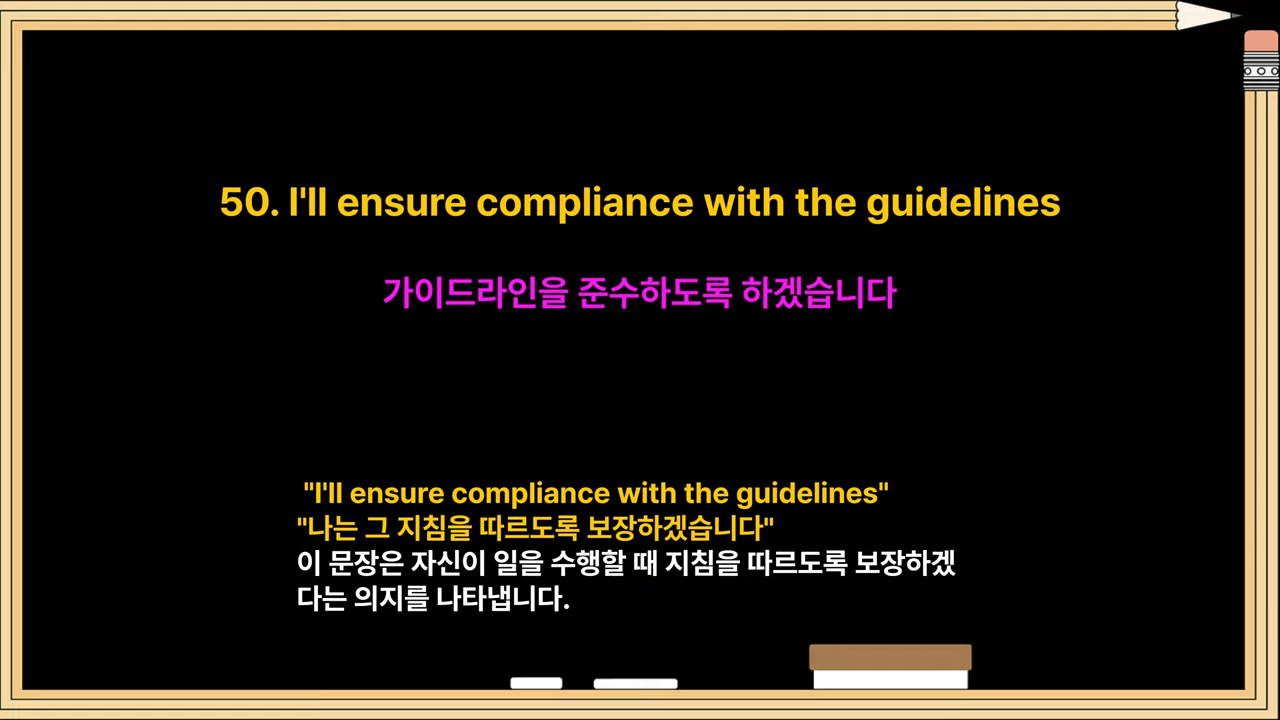 50. I'll ensure compliance with the guidelines
가이드라인을 준수하도록 하겠습니다
"I'll ensure compliance with the guidelines"
"나는 그 지침을 따르도록 보장하겠습니다"
이 문장은 자신이 일을 수행할 때 지침을 따르도록 보장하겠
다는 의지를 나타냅니다.